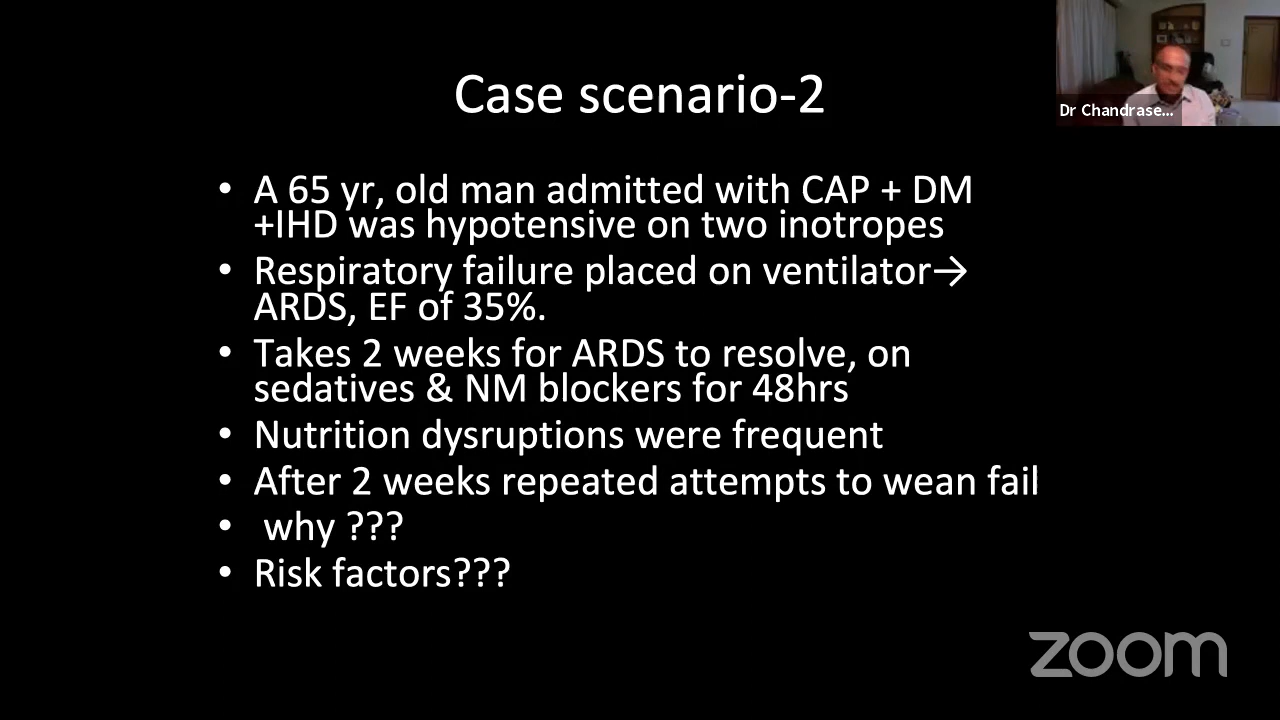 Case scenario-2
Dr Chandrase...
• A 65 yr, old man admitted with CAP + DM
+IHD was hypotensive on two inotropes
• Respiratory failure placed on ventilator→
ARDS, EF of 35%.
• Takes 2 weeks for ARDS to resolve, on
sedatives & NM blockers for 48hrs
• Nutrition dysruptions were frequent
• After 2 weeks repeated attempts to wean fail
• why ???
• Risk factors???
zoom